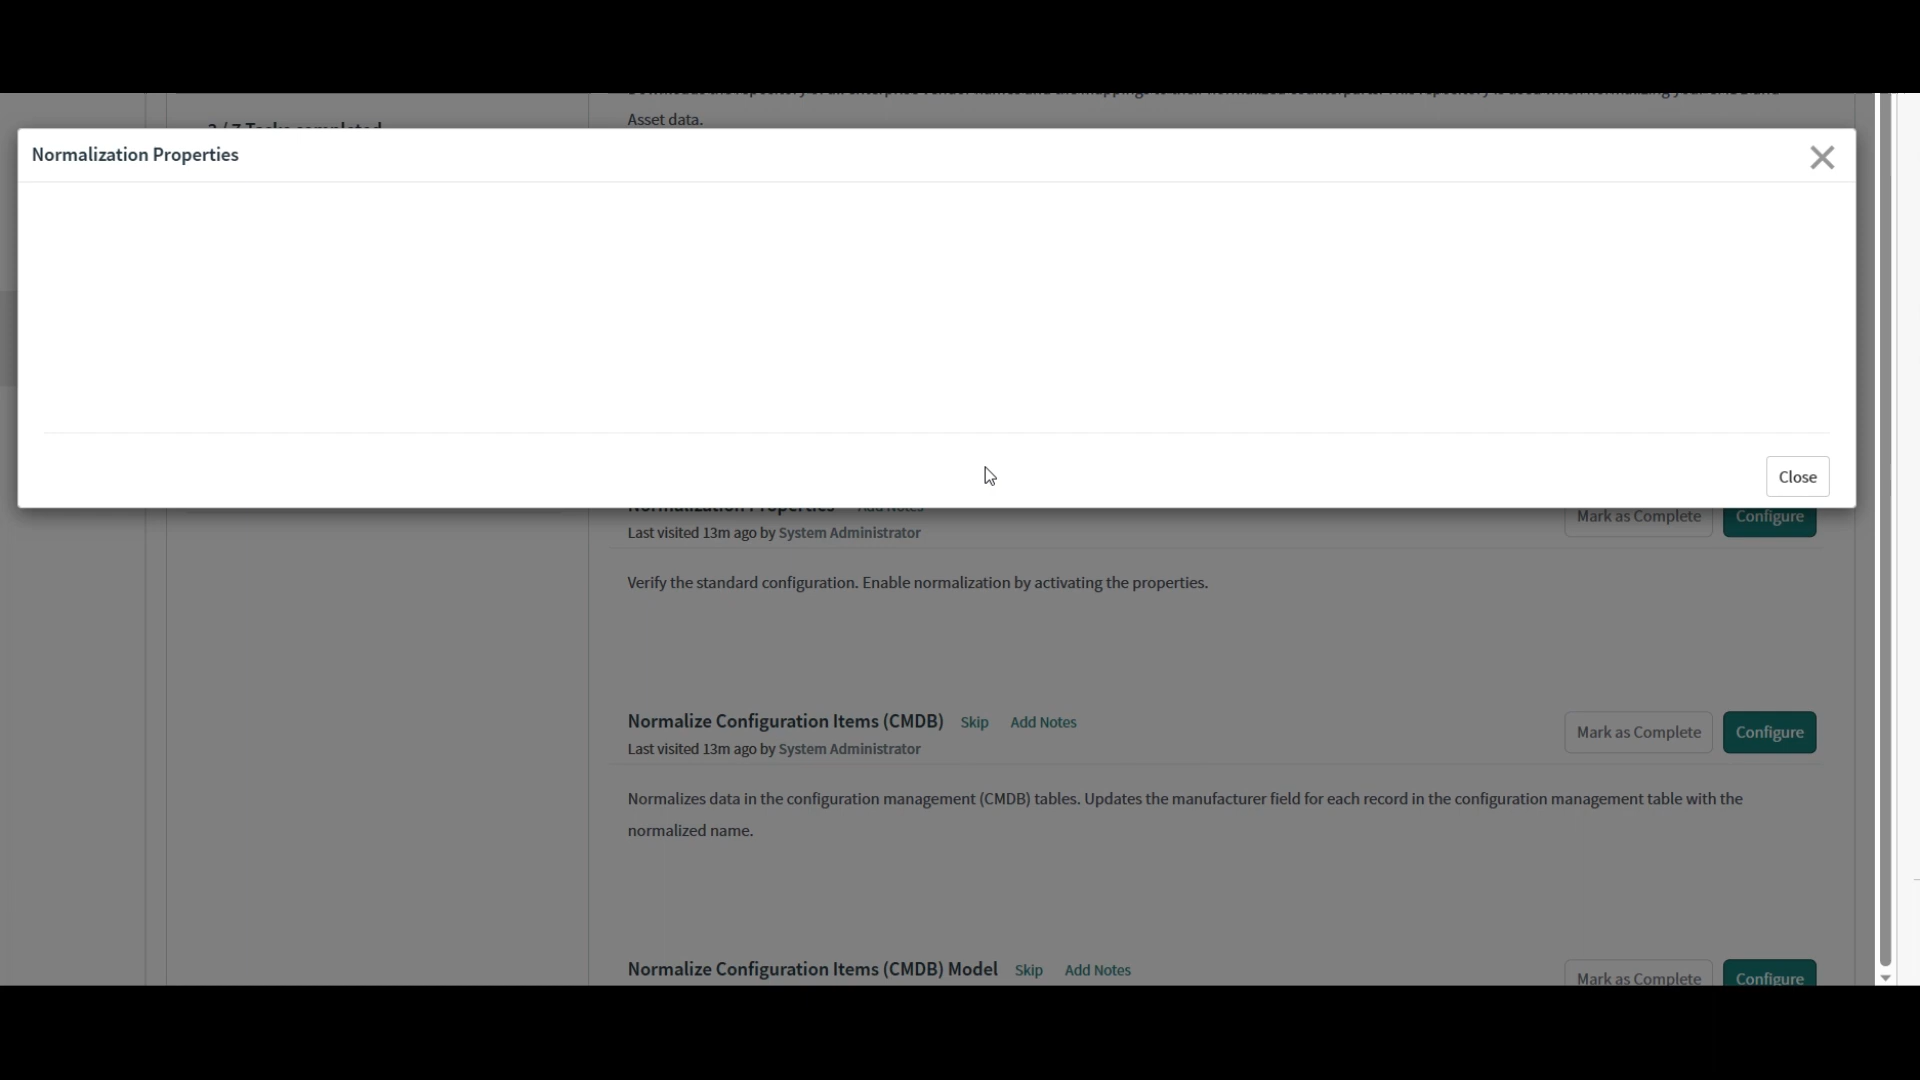 Asset data.
Normalization Properties
Close
Mark as Complete
Configure
Last visited 13m ago by System Administrator
Verify the standard configuration. Enable normalization by activating the properties.
Normalize Configuration Items (CMDB) Skip Add Notes
Mark as Complete
Configure
Last visited 13m ago by System Administrator
Normalizes data in the configuration management (CMDB) tables. Updates the manufacturer field for each record in the configuration management table with the
normalized name.
Normalize Configuration Items (CMDB) Model Skip Add Notes
Mark as Complete
Configure